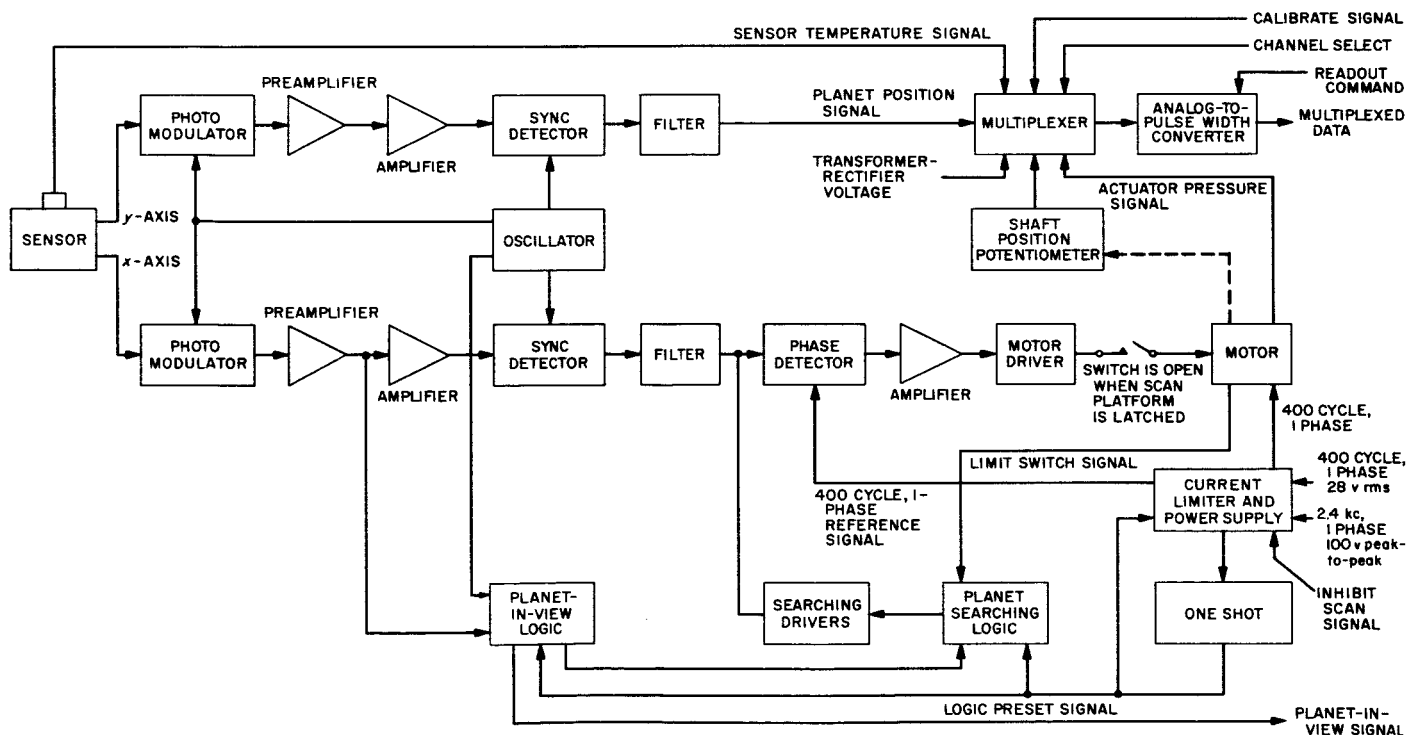 CALIBRATE SIGNAL
SENSOR TEMPERATURE SIGNAL
CHANNEL SELECT
READOUT
COMMAND
PREAMPLIFIER
PHOTO
MODULATOR
AMPLIFIER
SYNC
DETECTOR
FILTER
PLANET POSITION
SIGNAL
MULTIPLEXER
ANALOG-TO-
PULSE WIDTH
CONVERTER
MULTIPLEXED
DATA
TRANSFORMER-
RECTIFIER
VOLTAGE
ACTUATOR PRESSURE
SIGNAL
SENSOR
y-AXIS
x-AXIS
OSCILLATOR
SHAFT
POSITION
POTENTIOMETER
PREAMPLIFIER
PHOTO
MODULATOR
AMPLIFIER
SYNC
DETECTOR
FILTER
PHASE
DETECTOR
AMPLIFIER
MOTOR
DRIVER
SWITCH IS OPEN
WHEN SCAN
PLATFORM
IS LATCHED
MOTOR
400 CYCLE,
1 PHASE
LIMIT SWITCH SIGNAL
400 CYCLE, 1-
PHASE
REFERENCE
SIGNAL
CURRENT
LIMITER AND
POWER SUPPLY
400 CYCLE,
1 PHASE
28 v rms
2.4 kc,
1 PHASE
100 v peak-
to-peak
INHIBIT
SCAN
SIGNAL
PLANET-
IN-VIEW
LOGIC
SEARCHING
DRIVERS
PLANET
SEARCHING
LOGIC
ONE SHOT
LOGIC PRESET SIGNAL
PLANET-IN-
VIEW SIGNAL